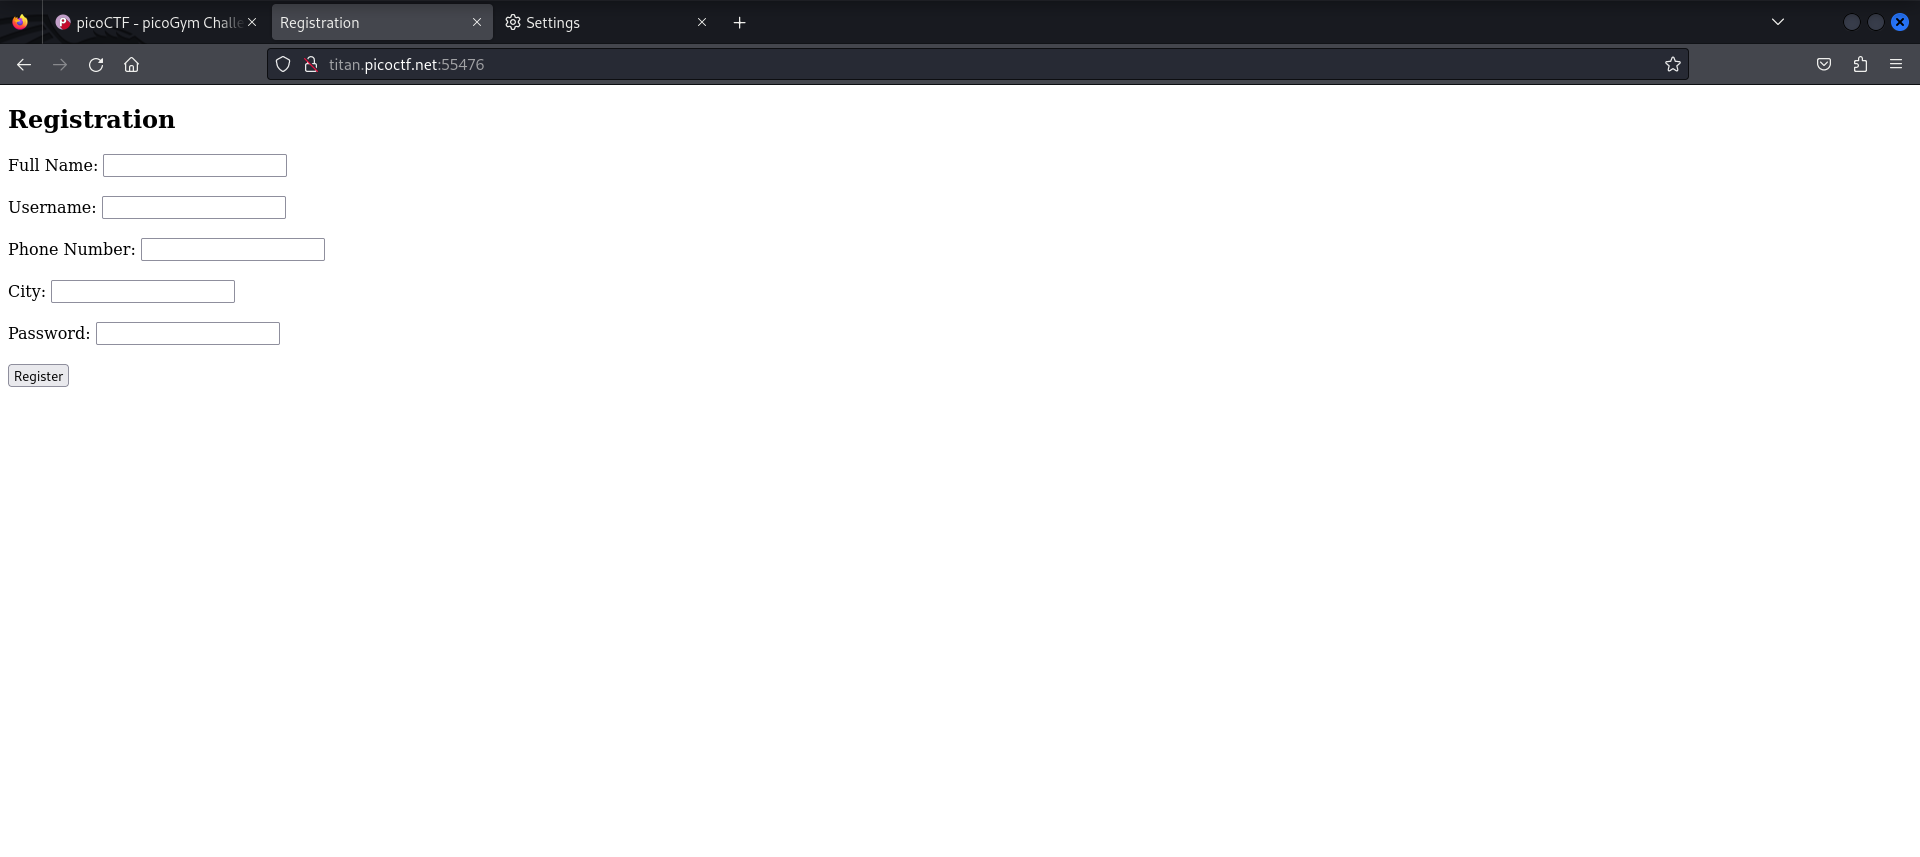 picoCTF - picoGym Challe
Registration
Settings
titan.picoctf.net:55476
Registration
Full Name:
Username:
Phone Number:
City:
Password:
Register